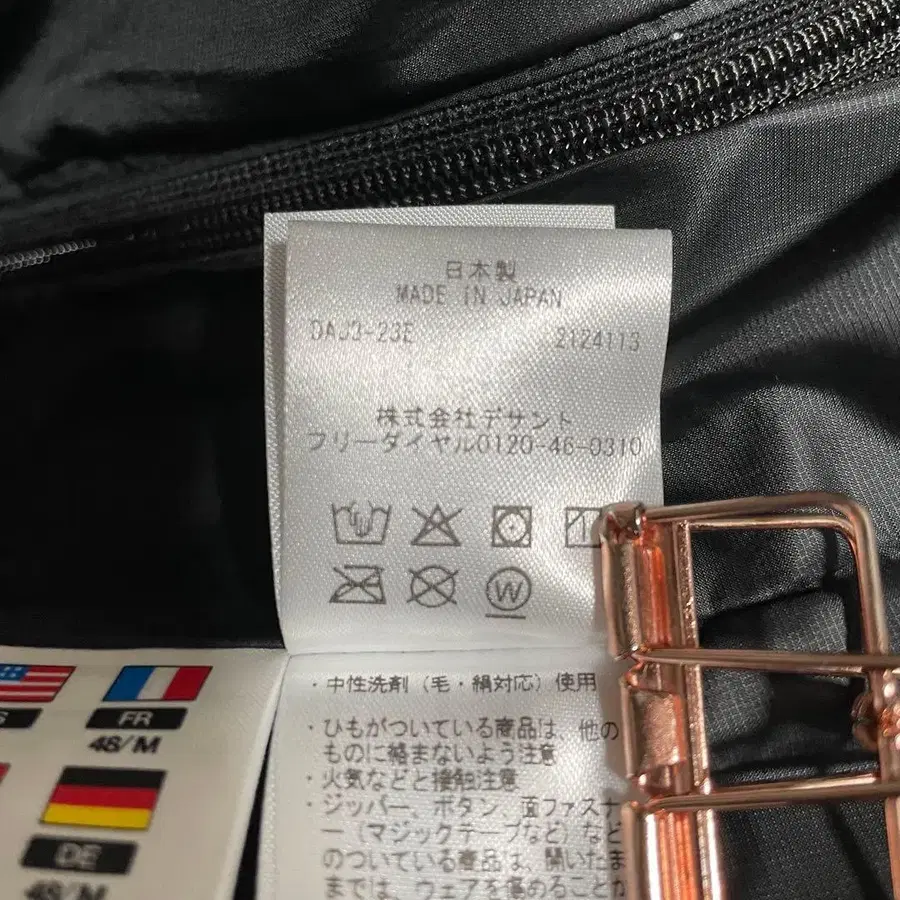 日本製
MADE IN JAPAN
2124113
株式会社デサント
フリーダイヤル0120-46-0310
W
・中性洗剤（毛・絹対応）使用
・ひもがついている商品は、他の
ものに絡まないよう注意
・火気などと接触注意
・ジッパー、ボタン、面ファスナ
ー（マジックテープなど）など
のついている商品は、開いたま
までは、ウェアを傷めることが
FR
48/M
DE
48/M